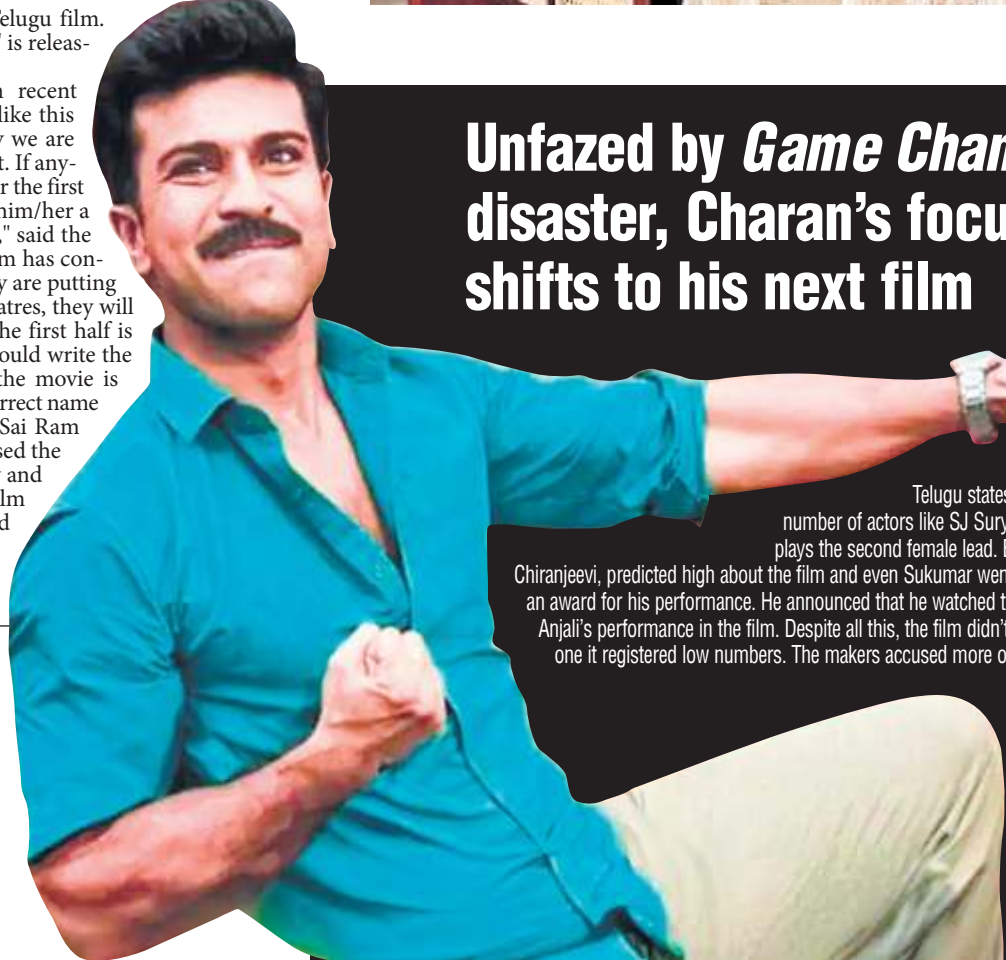 elugu film.
is releas-
recent
like this
we are
t. If any-
r the first
him/her a
," said the
m has con-
y are putting
atres, they will
he first half is
ould write the
the movie is
rrect name
Sai Ram
sed the
and
lm
d
Unfazed by Game Chan
disaster, Charan's focu
shifts to his next film
Telugu states
number of actors like SJ Sury
plays the second female lead.
Chiranjeevi, predicted high about the film and even Sukumar wen
an award for his performance. He announced that he watched t
Anjali's performance in the film. Despite all this, the film didn't
one it registered low numbers. The makers accused more o